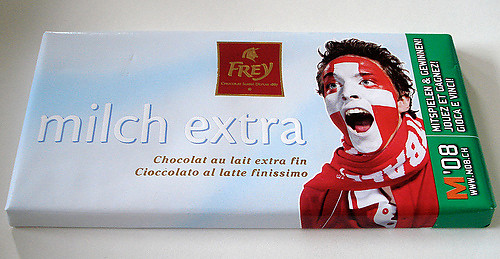 FREY
milch extra
Chocolat au lait extra fin
Cioccolato al latte finissimo
MITSPIELEN & GEWINNEN!
JOUEZ ET GAGNEZ!
GIOCA E VINCI!
M'08
WWW.M08.CH